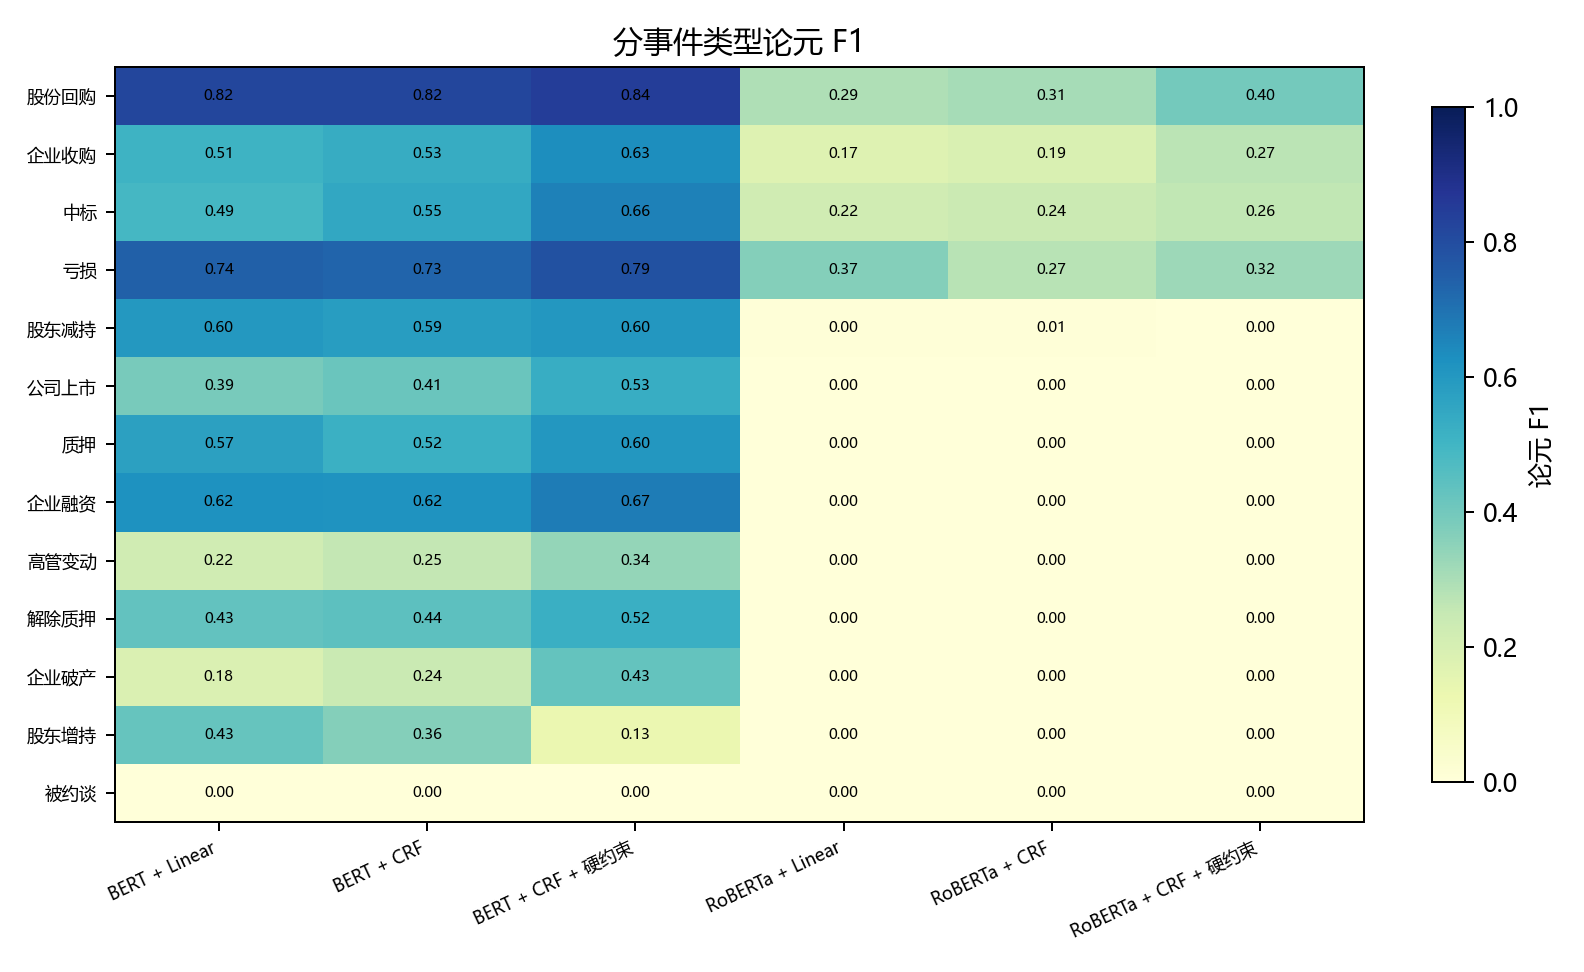 分事件类型论元 F1
股份回购 0.82 0.82 0.84 0.29 0.31 0.40
企业收购 0.51 0.53 0.63 0.17 0.19 0.27
中标 0.49 0.55 0.66 0.22 0.24 0.26
亏损 0.74 0.73 0.79 0.37 0.27 0.32
股东减持 0.60 0.59 0.60 0.00 0.01 0.00
公司上市 0.39 0.41 0.53 0.00 0.00 0.00
质押 0.57 0.52 0.60 0.00 0.00 0.00
企业融资 0.62 0.62 0.67 0.00 0.00 0.00
高管变动 0.22 0.25 0.34 0.00 0.00 0.00
解除质押 0.43 0.44 0.52 0.00 0.00 0.00
企业破产 0.18 0.24 0.43 0.00 0.00 0.00
股东增持 0.43 0.36 0.13 0.00 0.00 0.00
被约谈 0.00 0.00 0.00 0.00 0.00 0.00
BERT + Linear
BERT + CRF
BERT + CRF + 硬约束
RoBERTa + Linear
RoBERTa + CRF
RoBERTa + CRF + 硬约束
1.0
0.8
0.6
0.4
0.2
0.0
论元 F1